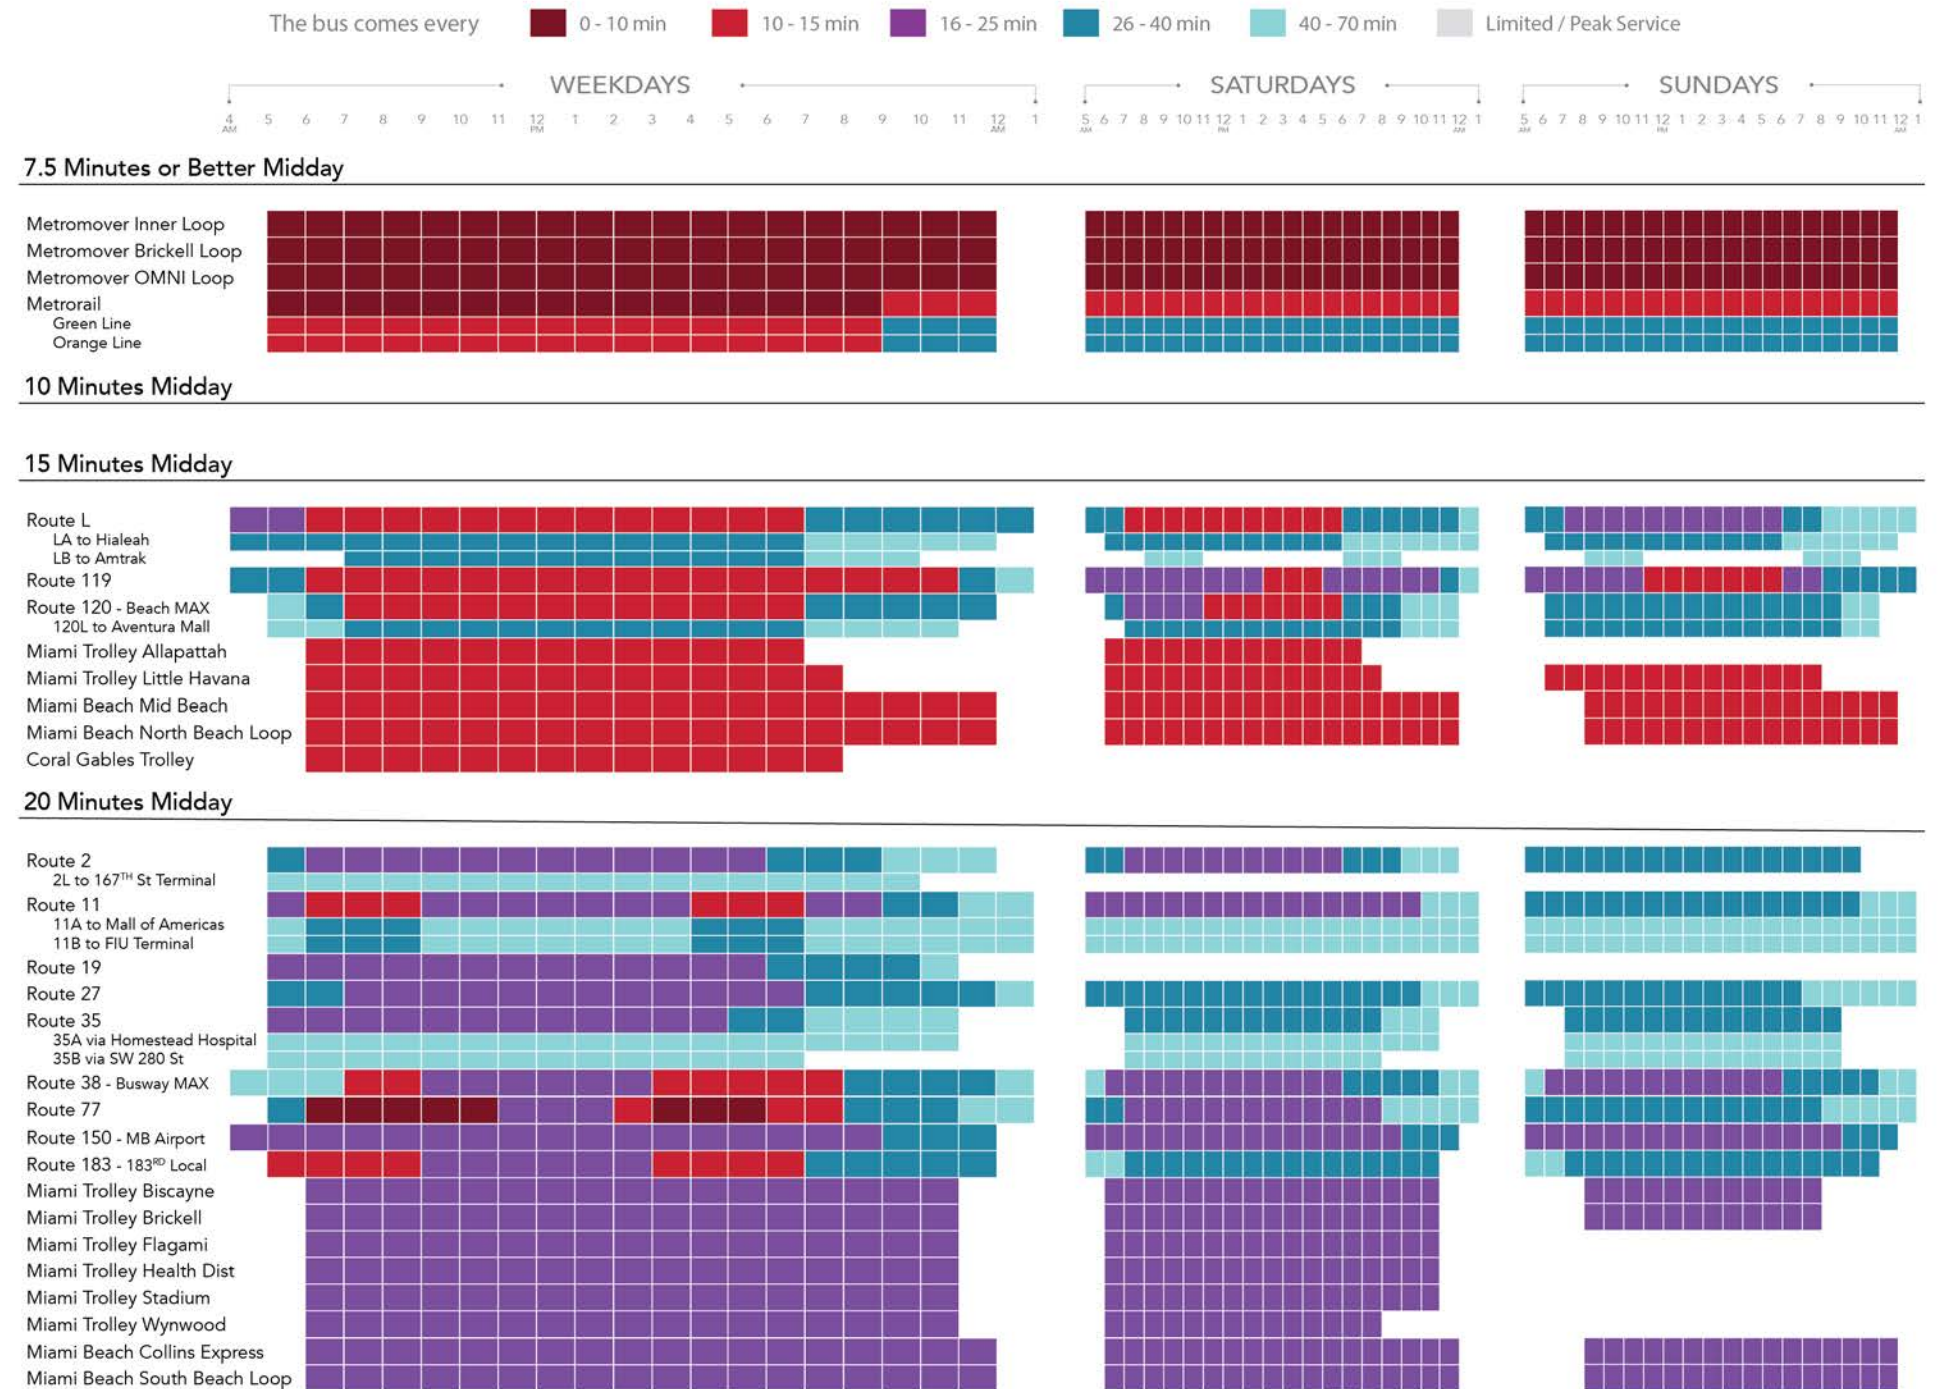 The bus comes every 0 - 10 min 10 - 15 min 16 - 25 min 26 - 40 min 40 - 70 min Limited / Peak Service
WEEKDAYS SATURDAYS SUNDAYS
4 AM 5 6 7 8 9 10 11 12 PM 1 2 3 4 5 6 7 8 9 10 11 12 AM 1 5 AM 6 7 8 9 10 11 12 PM 1 2 3 4 5 6 7 8 9 10 11 12 AM 1 5 AM 6 7 8 9 10 11 12 PM 1 2 3 4 5 6 7 8 9 10 11 12 AM 1
7.5 Minutes or Better Midday
Metromover Inner Loop
Metromover Brickell Loop
Metromover OMNI Loop
Metrorail
Green Line
Orange Line
10 Minutes Midday
15 Minutes Midday
Route L
LA to Hialeah
LB to Amtrak
Route 119
Route 120 - Beach MAX
120L to Aventura Mall
Miami Trolley Allapattah
Miami Trolley Little Havana
Miami Beach Mid Beach
Miami Beach North Beach Loop
Coral Gables Trolley
20 Minutes Midday
Route 2
2L to 167TH St Terminal
Route 11
11A to Mall of Americas
11B to FIU Terminal
Route 19
Route 27
Route 35
35A via Homestead Hospital
35B via SW 280 St
Route 38 - Busway MAX
Route 77
Route 150 - MB Airport
Route 183 - 183RD Local
Miami Trolley Biscayne
Miami Trolley Brickell
Miami Trolley Flagami
Miami Trolley Health Dist
Miami Trolley Stadium
Miami Trolley Wynwood
Miami Beach Collins Express
Miami Beach South Beach Loop